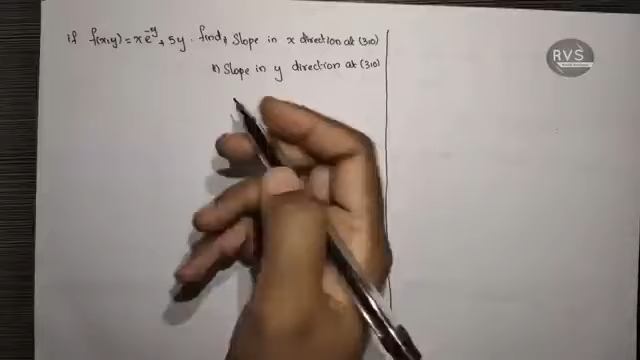 if f(x,y) = xe^-y + 5y. find i) Slope in x direction at (3,0)
ii) Slope in y direction at (3,0)
RVS